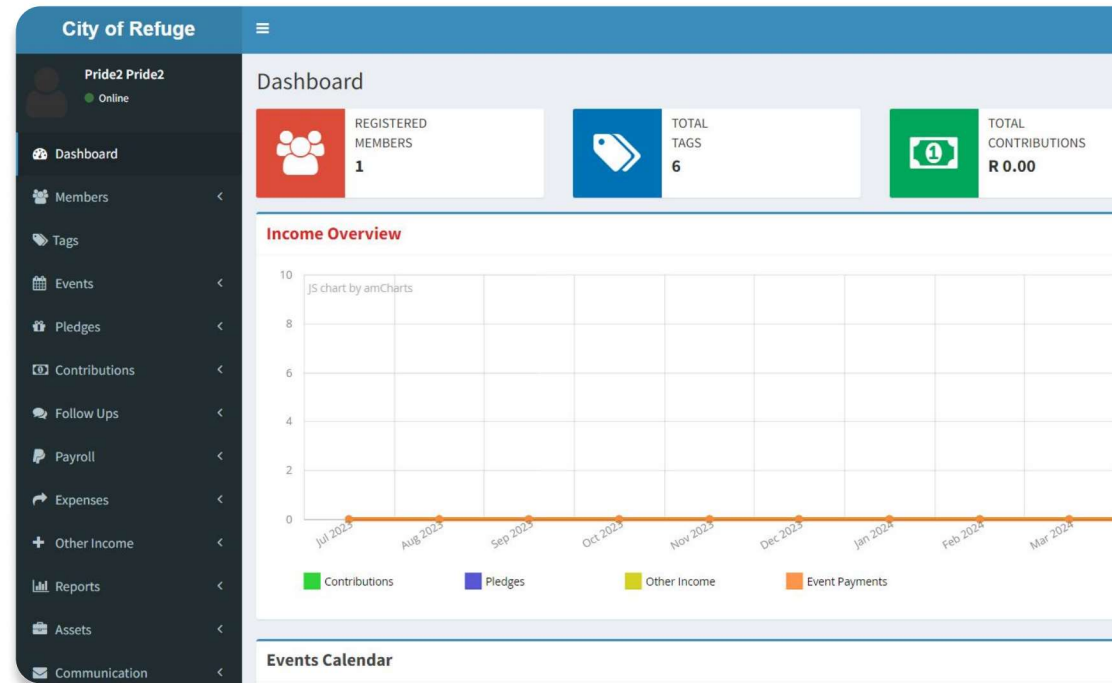 City of Refuge
Pride2 Pride2
Online
Dashboard
Members
Tags
Events
Pledges
Contributions
Follow Ups
Payroll
Expenses
Other Income
Reports
Assets
Communication
Dashboard
REGISTERED
MEMBERS
1
TOTAL
TAGS
6
TOTAL
CONTRIBUTIONS
R 0.00
Income Overview
JS chart by amCharts
10
8
6
4
2
0
Jul 2023
Aug 2023
Sep 2023
Oct 2023
Nov 2023
Dec 2023
Jan 2024
Feb 2024
Mar 2024
Contributions
Pledges
Other Income
Event Payments
Events Calendar